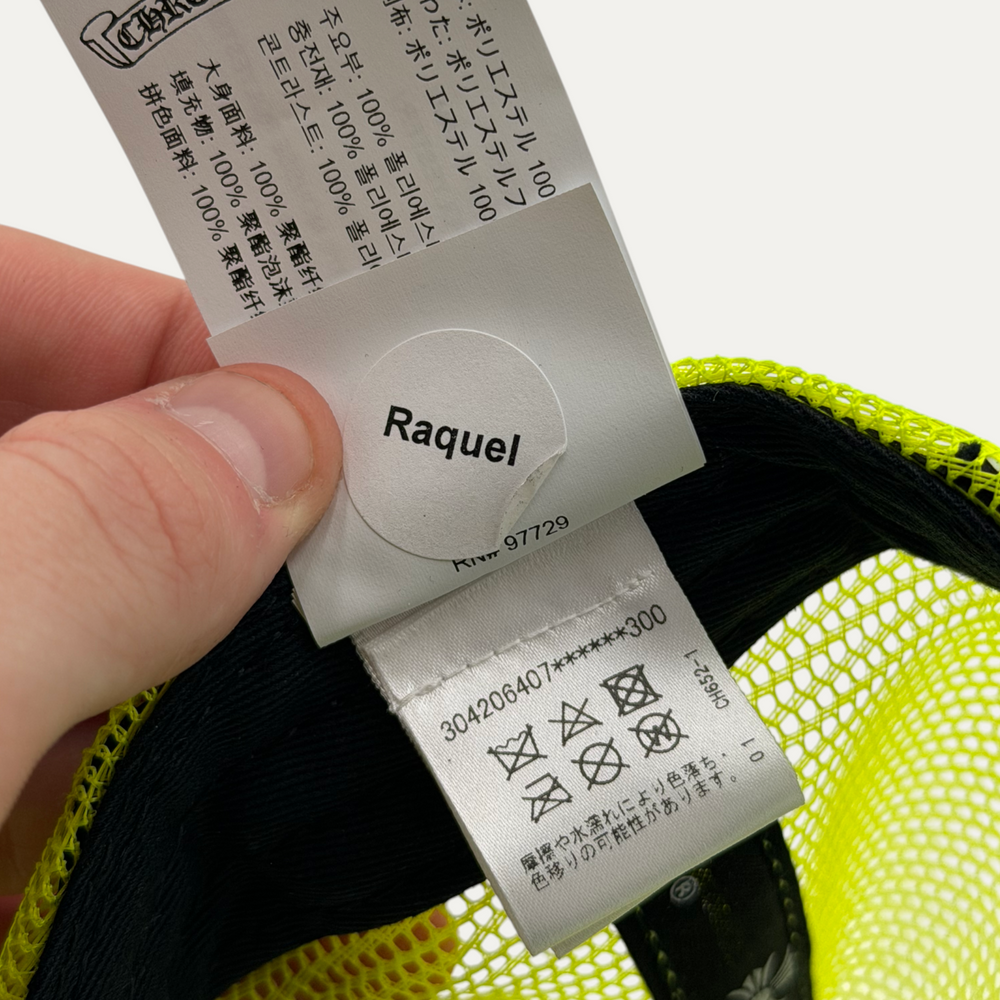 CHRO
大身面料: 100% 聚酯纤
填充物: 100% 聚酯泡沫
拼色面料: 100% 聚酯纤
주요부: 100% 폴리에스
충전재: 100% 폴리에스
콘트라스트: 100% 폴리
: ポリエステル 100
わた: ポリエステルフ
布: ポリエステル 100
Raquel
RN# 97729
304206407******300
CH652-1
01
摩擦や水濡れにより色落ち、
色移りの可能性があります。
®